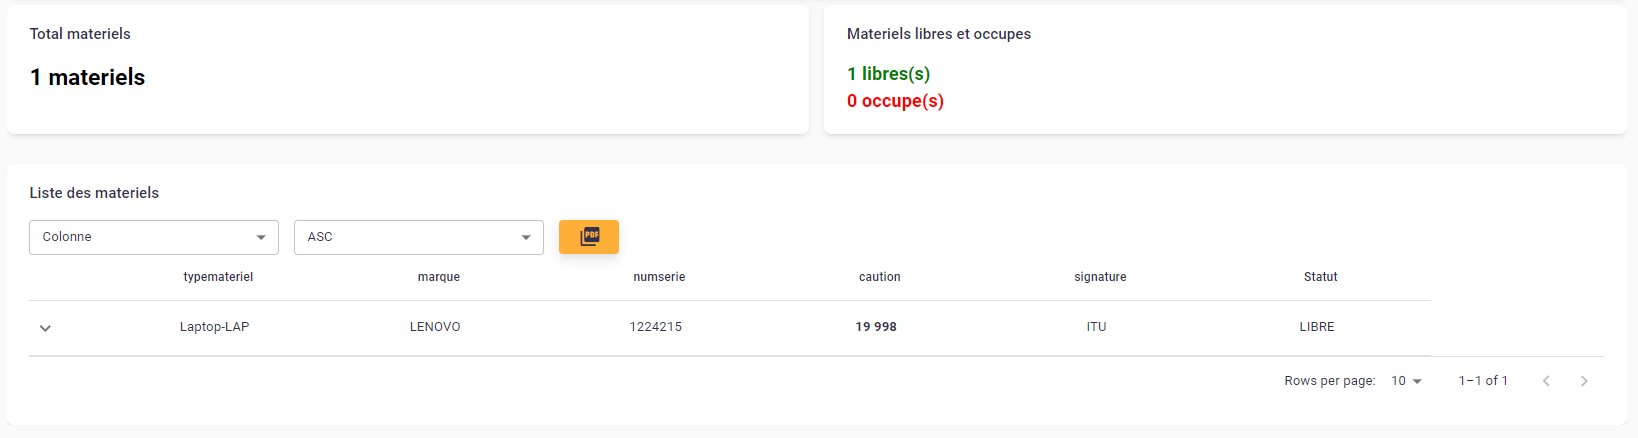 Total materiels
1 materiels
Materiels libres et occupes
1 libres(s)
0 occupe(s)
Liste des materiels
Colonne ASC PDF
typemateriel marque numserie caution signature Statut
Laptop-LAP LENOVO 1224215 19 998 ITU LIBRE
Rows per page: 10 1–1 of 1